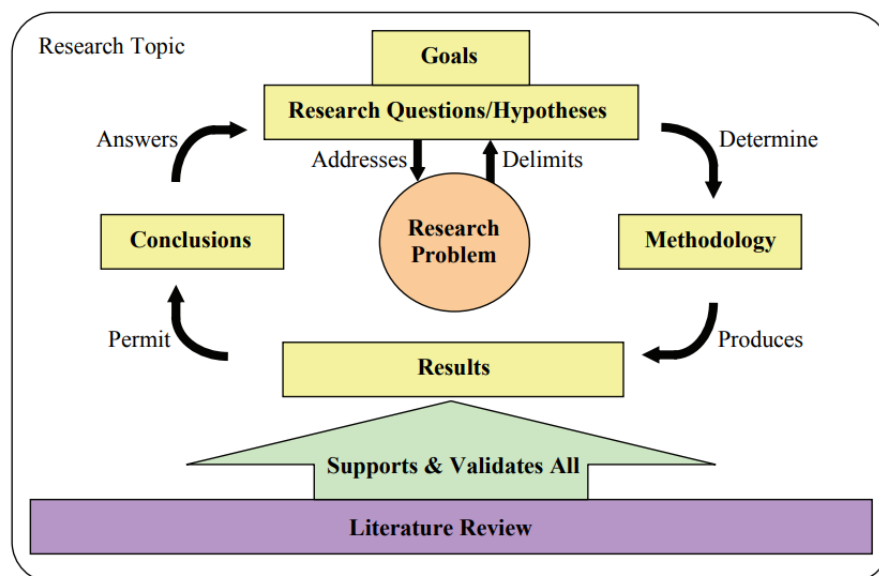 Research Topic
Goals
Research Questions/Hypotheses
Answers
Addresses
Delimits
Determine
Research
Problem
Conclusions
Methodology
Permit
Produces
Results
Supports & Validates All
Literature Review